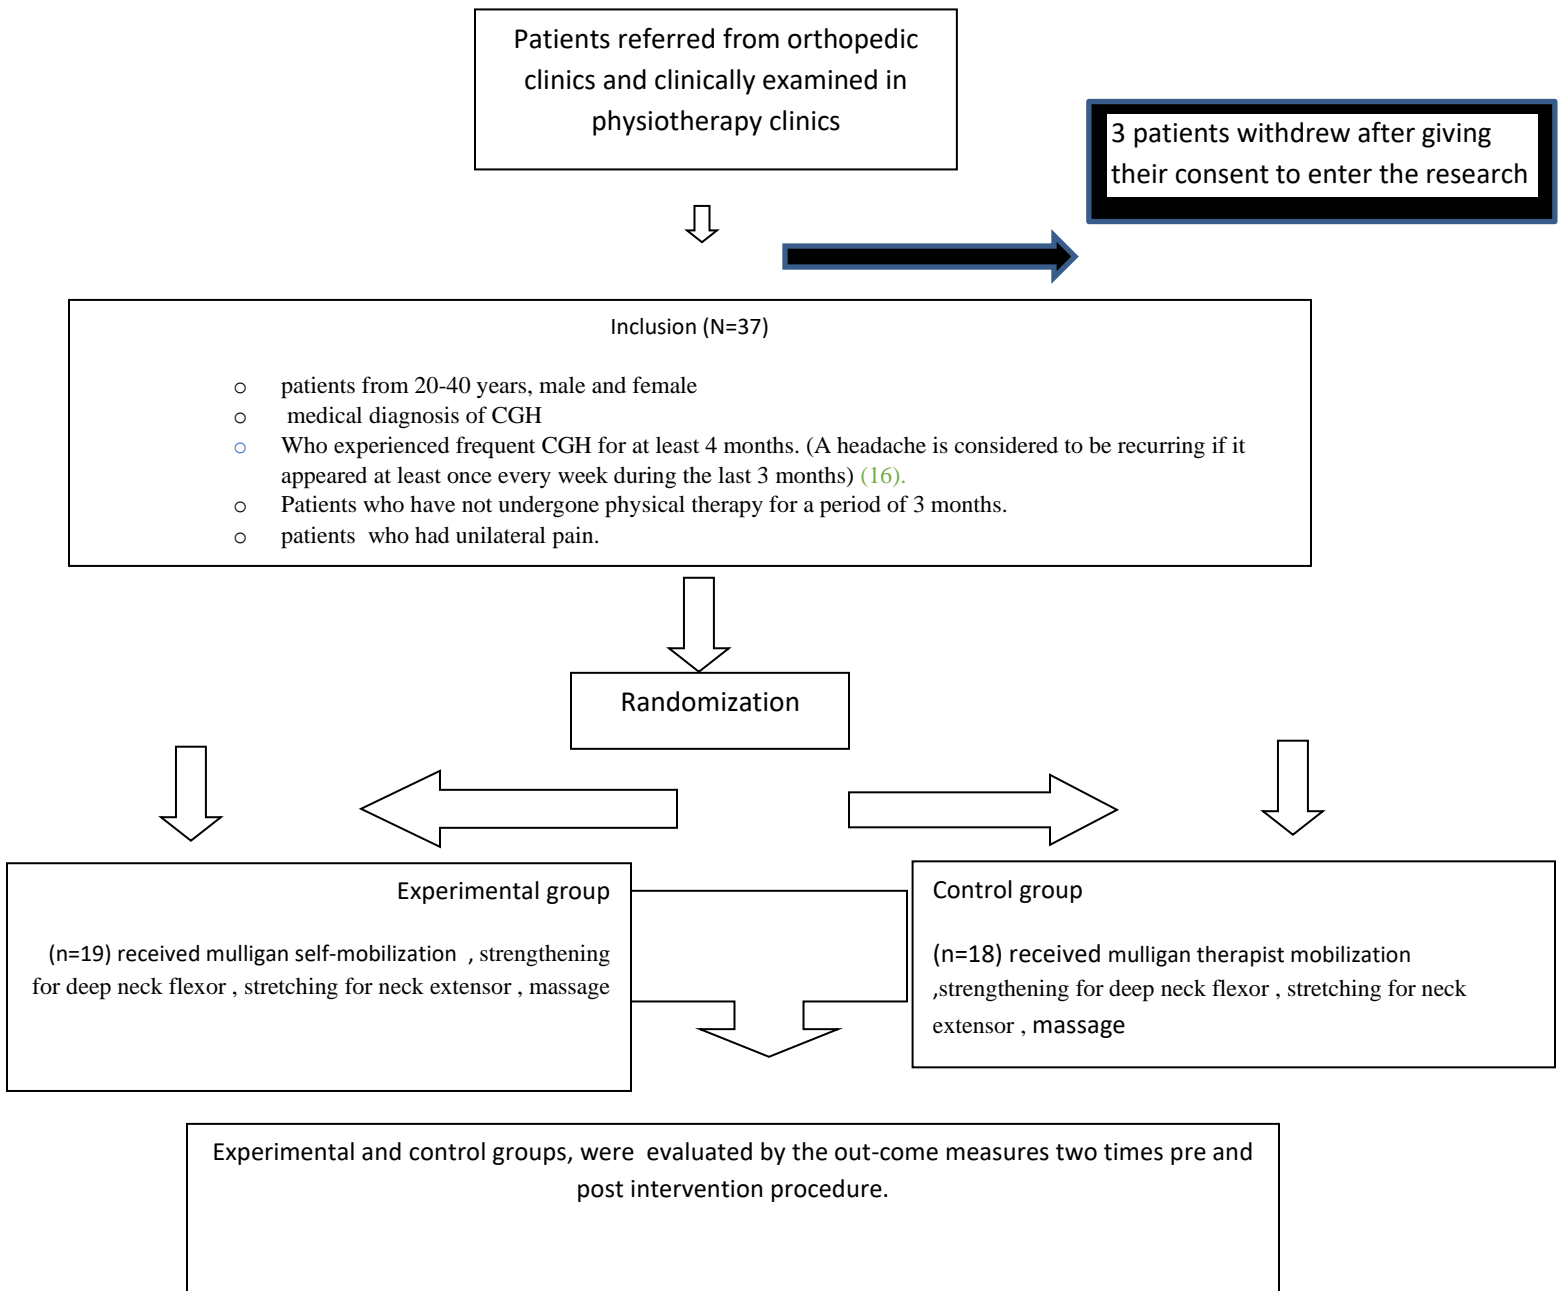 Patients referred from orthopedic
clinics and clinically examined in
physiotherapy clinics
3 patients withdrew after giving
their consent to enter the research
Inclusion (N=37)
o patients from 20-40 years, male and female
o medical diagnosis of CGH
o Who experienced frequent CGH for at least 4 months. (A headache is considered to be recurring if it
appeared at least once every week during the last 3 months) (16).
o Patients who have not undergone physical therapy for a period of 3 months.
o patients who had unilateral pain.
Randomization
Experimental group
(n=19) received mulligan self-mobilization , strengthening
for deep neck flexor , stretching for neck extensor , massage
Control group
(n=18) received mulligan therapist mobilization
,strengthening for deep neck flexor , stretching for neck
extensor , massage
Experimental and control groups, were evaluated by the out-come measures two times pre and
post intervention procedure.